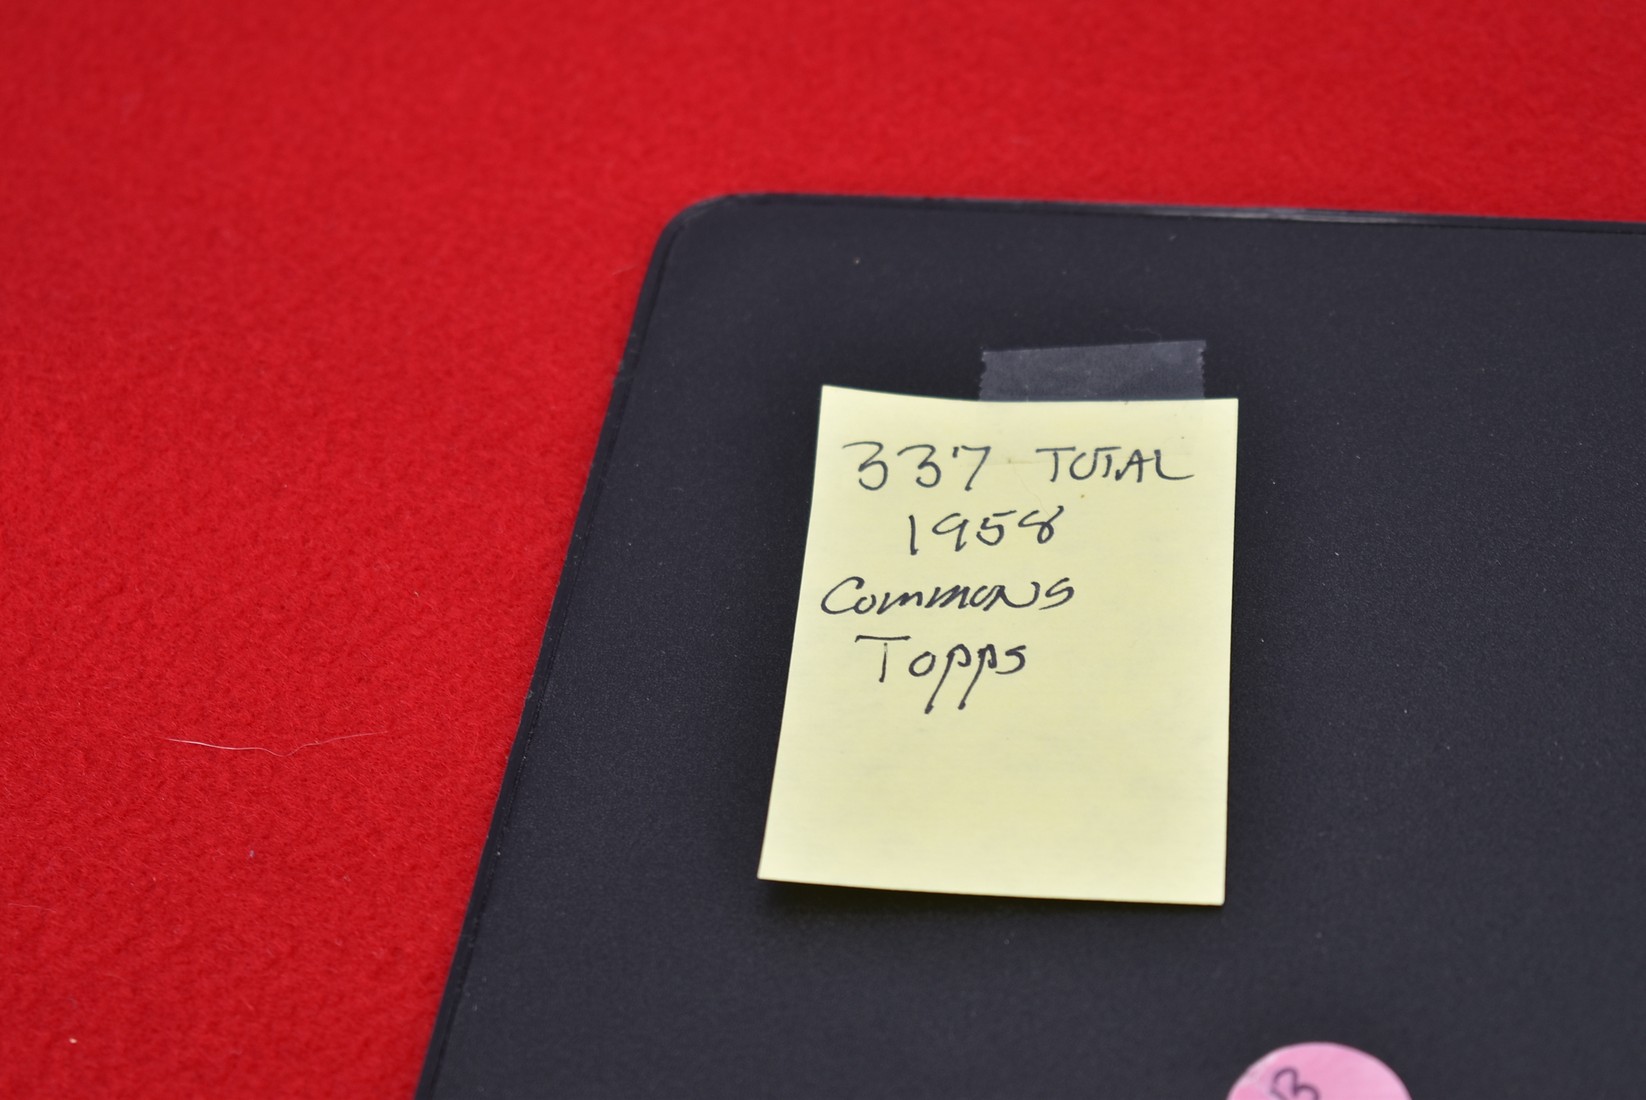 337 TOTAL
1958
Commons
Topps